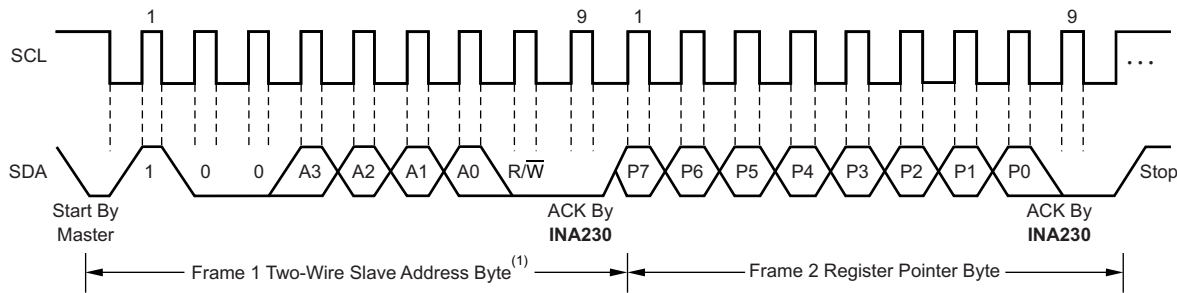 1 9 1 9
SCL ...
SDA 1 0 0 A3 A2 A1 A0 R/W̅ P7 P6 P5 P4 P3 P2 P1 P0 Stop
Start By ACK By ACK By
Master INA230 INA230
Frame 1 Two-Wire Slave Address Byte(1) Frame 2 Register Pointer Byte